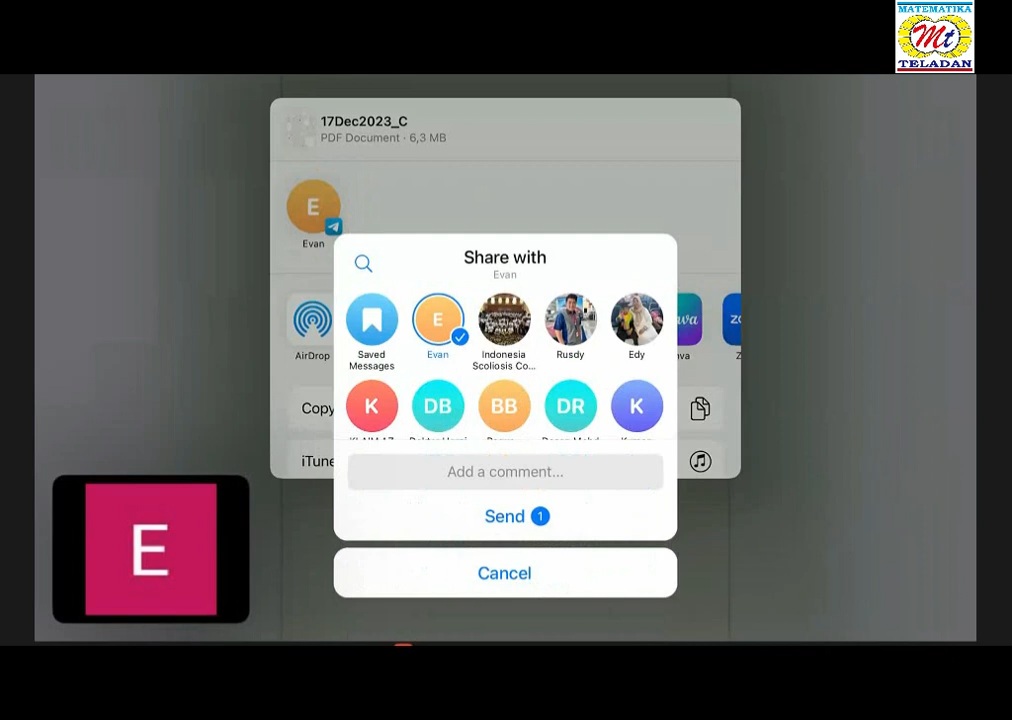 MATEMATIKA
Mt
TELADAN
17Dec2023_C
PDF Document · 6,3 MB
E
Evan
Share with
Evan
E
Saved
Messages
Evan
Indonesia
Scoliosis Co...
Rusdy
Edy
AirDrop
Copy
K
DB
BB
DR
K
iTune
Add a comment...
Send 1
Cancel
E